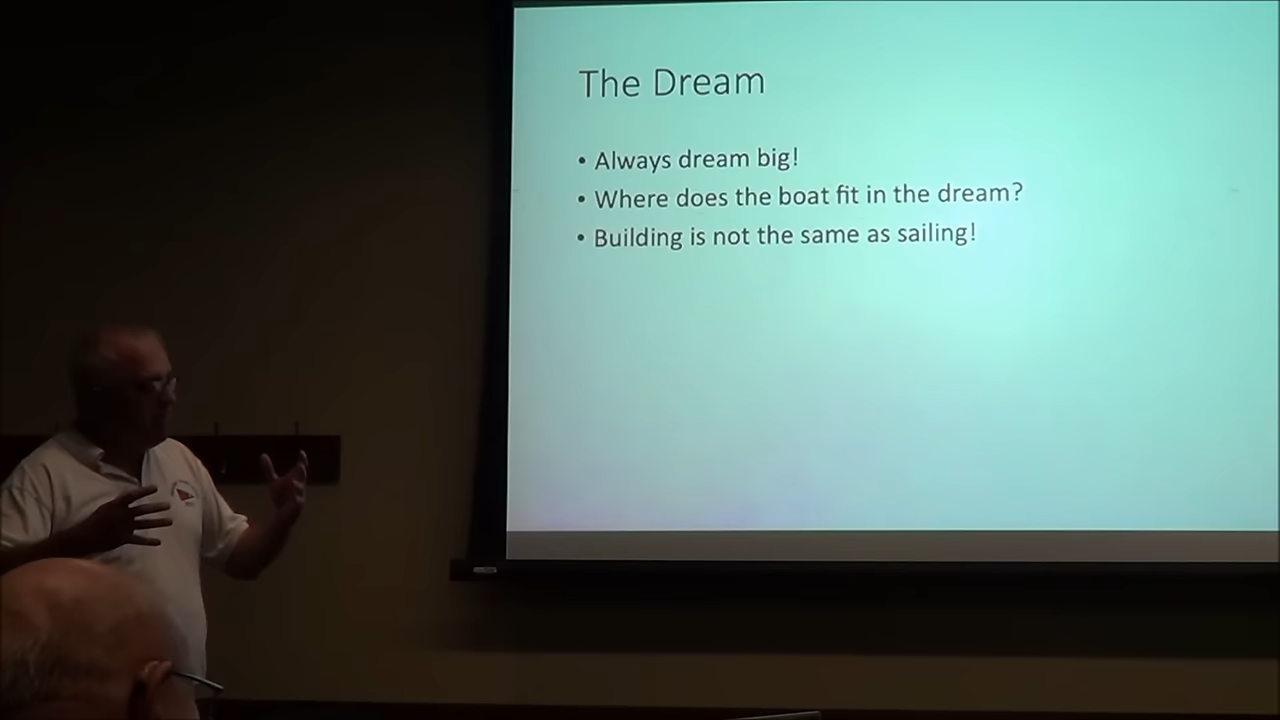 The Dream
• Always dream big!
• Where does the boat fit in the dream?
• Building is not the same as sailing!